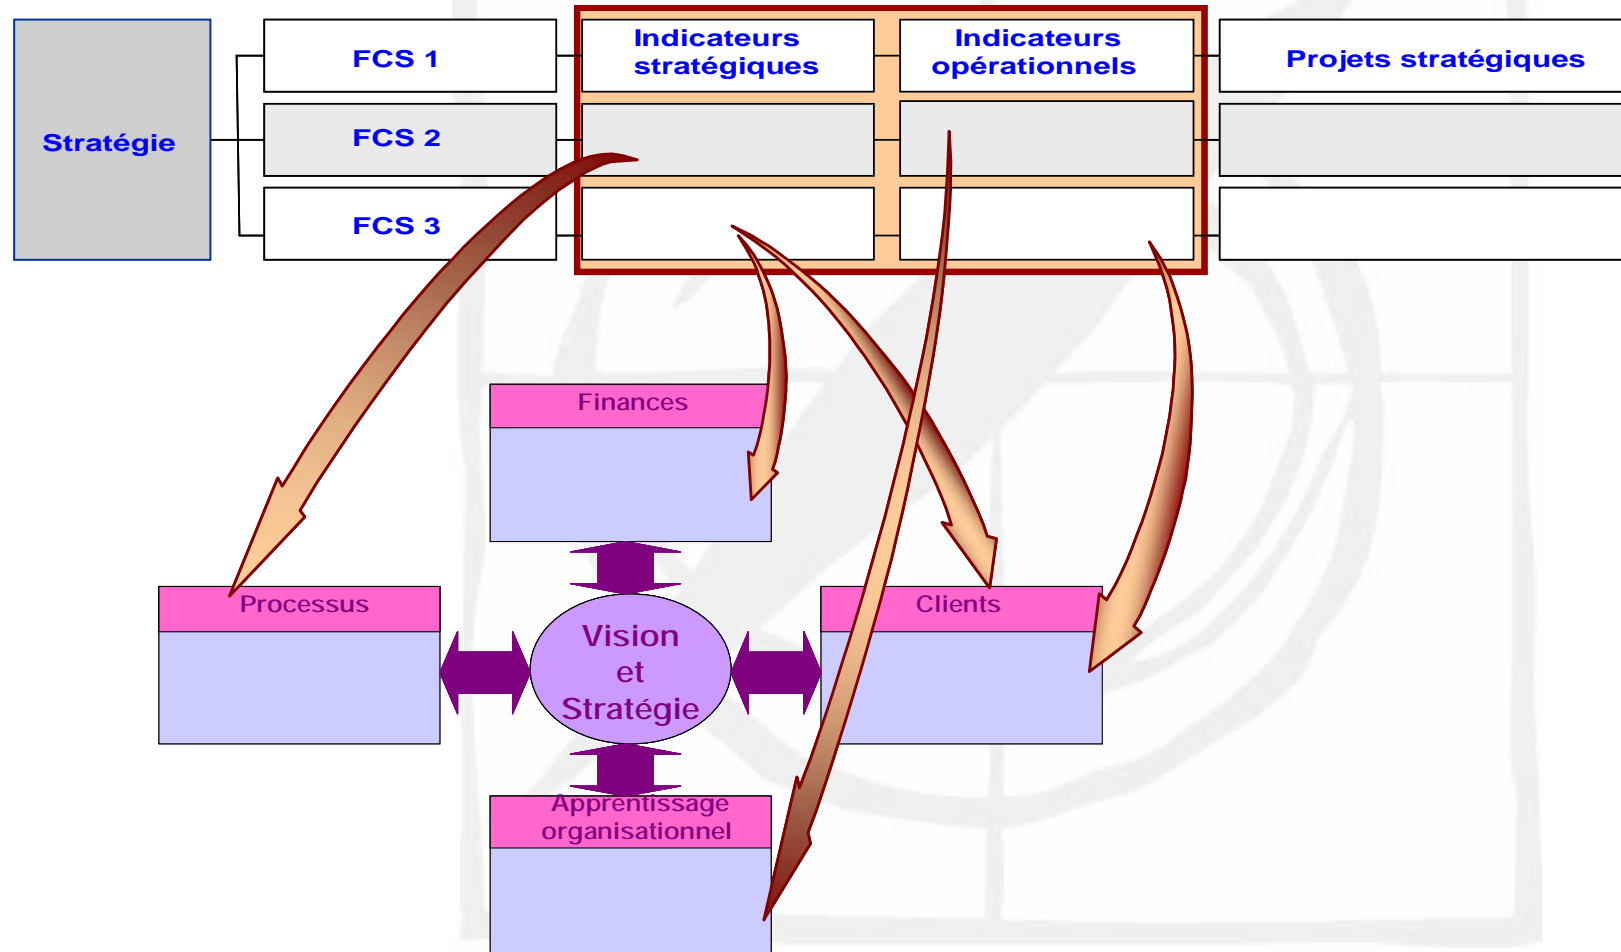 Stratégie
FCS 1
Indicateurs
stratégiques
Indicateurs
opérationnels
Projets stratégiques
FCS 2
FCS 3
Finances
Processus
Vision
et
Stratégie
Clients
Apprentissage
organisationnel